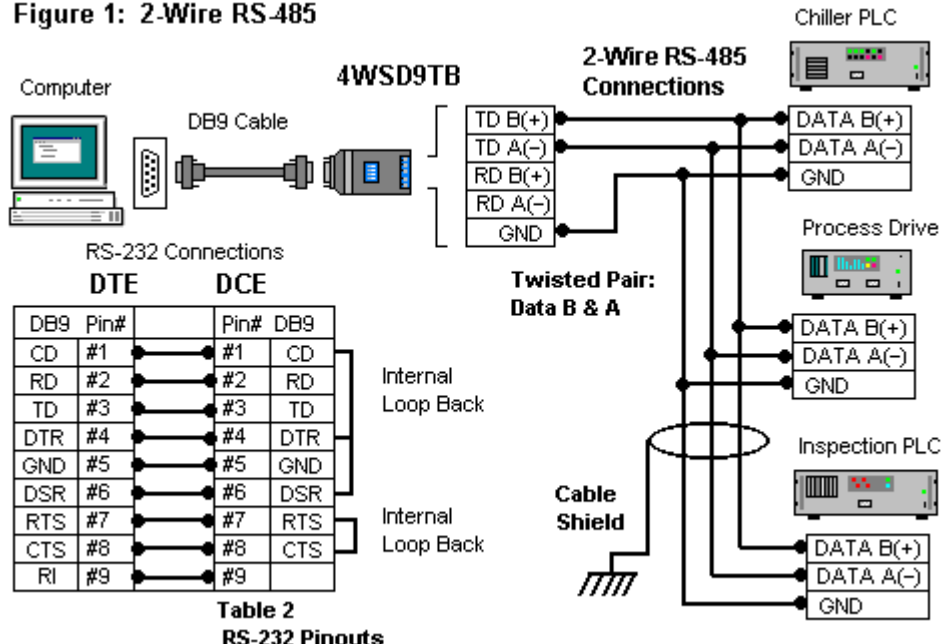 Figure 1: 2-Wire RS-485
Chiller PLC
Computer
DB9 Cable
4WSD9TB
2-Wire RS-485
Connections
TD B(+)
TD A(-)
RD B(+)
RD A(-)
GND
DATA B(+)
DATA A(-)
GND
Process Drive
Twisted Pair:
Data B & A
DATA B(+)
DATA A(-)
GND
RS-232 Connections
DTE DCE
DB9 Pin# Pin# DB9
CD #1 #1 CD
RD #2 #2 RD
TD #3 #3 TD
DTR #4 #4 DTR
GND #5 #5 GND
DSR #6 #6 DSR
RTS #7 #7 RTS
CTS #8 #8 CTS
RI #9 #9
Internal
Loop Back
Internal
Loop Back
Cable
Shield
Inspection PLC
DATA B(+)
DATA A(-)
GND
Table 2
RS-232 Pinouts